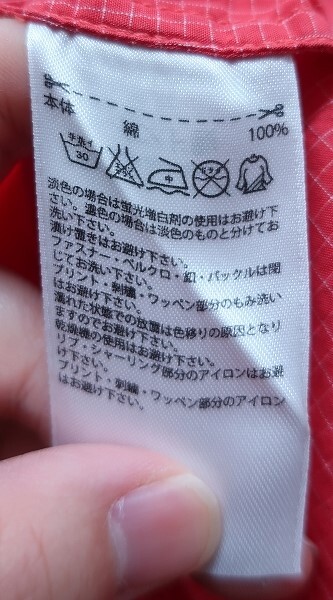 本体 綿 100%
手洗イ 30 エンソサラシ 中 ドライ
淡色の場合は蛍光増白剤の使用はお避け下
さい。濃色の場合は淡色のものと分けてお
洗い下さい。
漬け置きはお避け下さい。
ファスナー・ベルクロ・釦・バックルは閉
じてお洗い下さい。
プリント・刺繍・ワッペン部分のもみ洗い
はお避け下さい。
濡れた状態での放置は色移りの原因となり
ますのでお避け下さい。
乾燥機の使用はお避け下さい。
リブ・シャーリング部分のアイロンはお避
け下さい。
プリント・刺繍・ワッペン部分のアイロン
はお避け下さい。